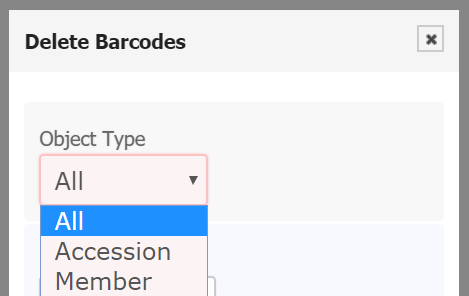 Delete Barcodes
Object Type
All
All
Accession
Member